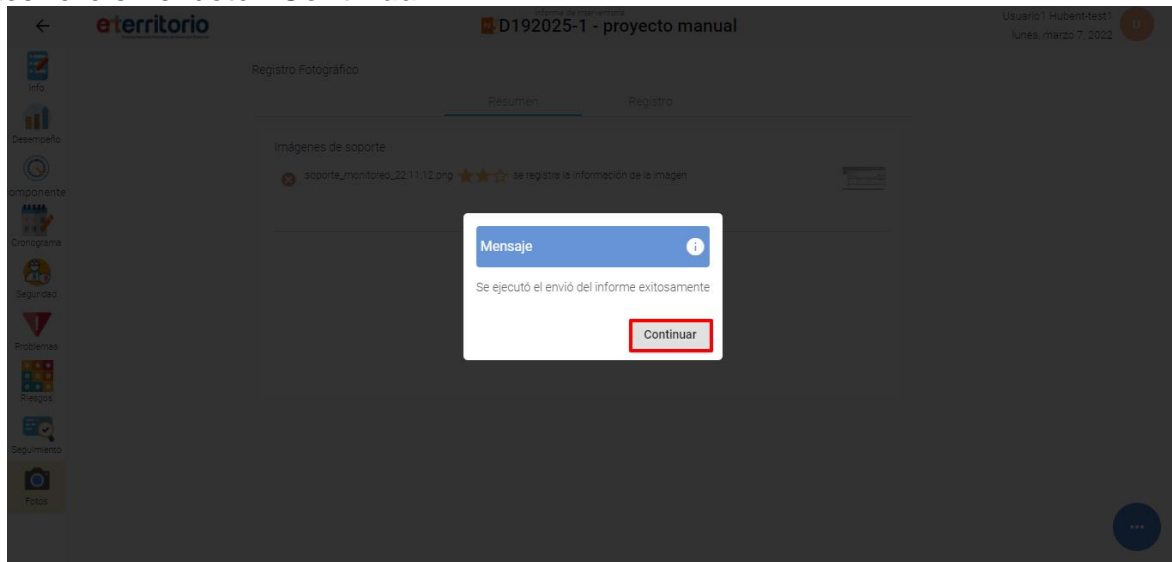 Informe de interventoría
eterritorio
D192025-1 - proyecto manual
Usuario1 Hubent-test1
lunes, marzo 7, 2022
U
Info
Desempeño
omponente
Cronograma
Seguridad
Problemas
Riesgos
Seguimiento
Fotos
Registro Fotográfico
Resumen
Registro
Imágenes de soporte
soporte_monitoreo_22:11:12.png
se registra la información de la imagen
Mensaje
Se ejecutó el envió del informe exitosamente
Continuar